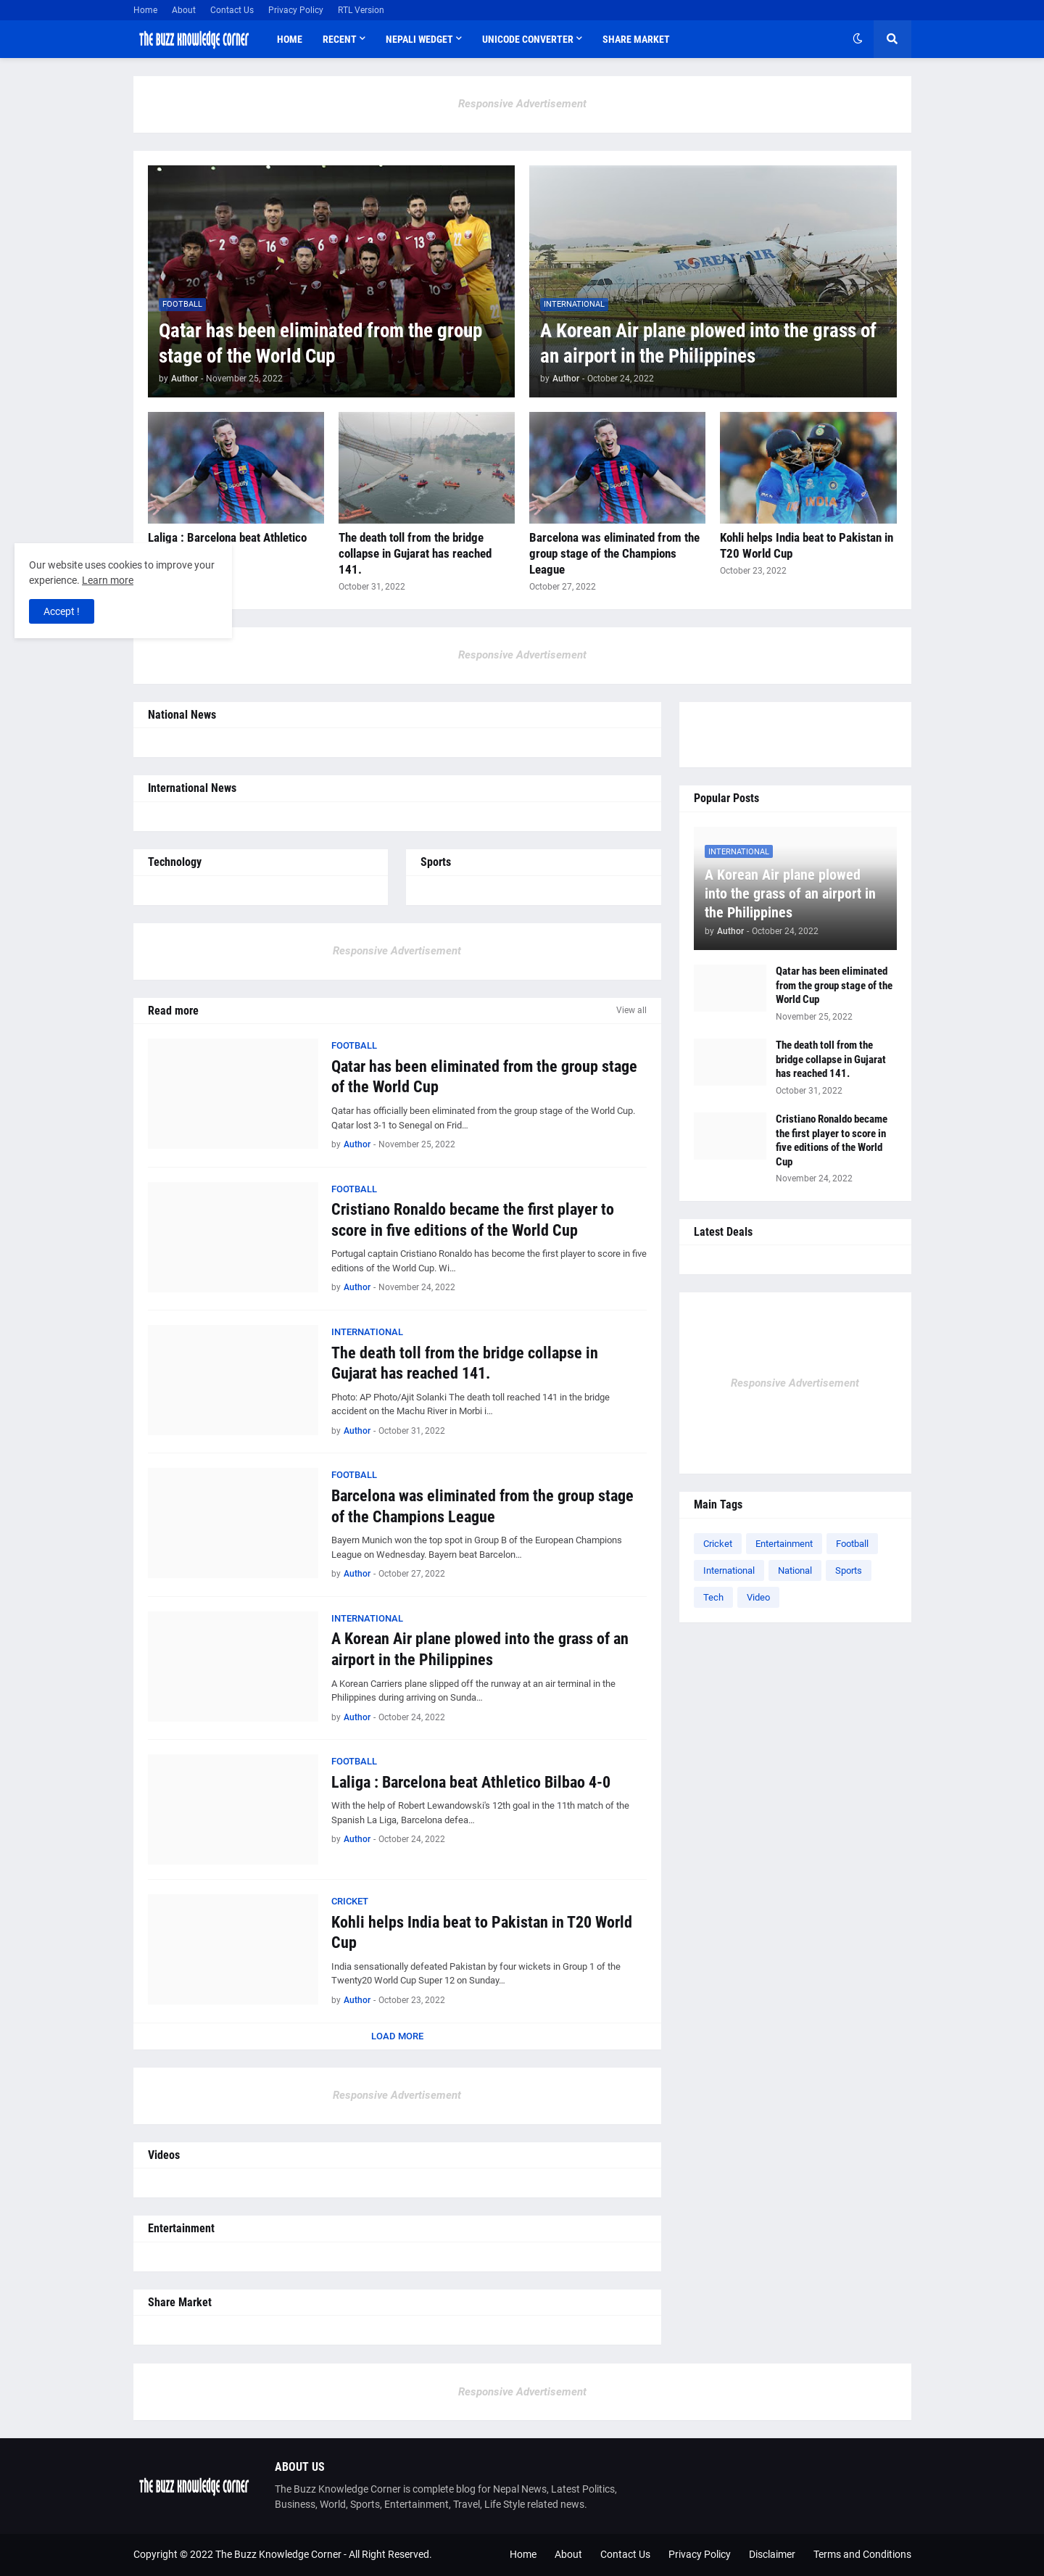 Home About Contact Us Privacy Policy RTL Version
The Buzz Knowledge Corner
HOME RECENT NEPALI WEDGET UNICODE CONVERTER SHARE MARKET
Responsive Advertisement
FOOTBALL
Qatar has been eliminated from the group
stage of the World Cup
by Author - November 25, 2022
INTERNATIONAL
A Korean Air plane plowed into the grass of
an airport in the Philippines
by Author - October 24, 2022
Laliga : Barcelona beat Athletico
The death toll from the bridge
collapse in Gujarat has reached
141.
October 31, 2022
Barcelona was eliminated from the
group stage of the Champions
League
October 27, 2022
Kohli helps India beat to Pakistan in
T20 World Cup
October 23, 2022
Our website uses cookies to improve your
experience. Learn more
Accept !
Responsive Advertisement
National News
International News
Technology
Sports
Responsive Advertisement
Read more
View all
FOOTBALL
Qatar has been eliminated from the group stage
of the World Cup
Qatar has officially been eliminated from the group stage of the World Cup.
Qatar lost 3-1 to Senegal on Frid…
by Author - November 25, 2022
FOOTBALL
Cristiano Ronaldo became the first player to
score in five editions of the World Cup
Portugal captain Cristiano Ronaldo has become the first player to score in five
editions of the World Cup. Wi…
by Author - November 24, 2022
INTERNATIONAL
The death toll from the bridge collapse in
Gujarat has reached 141.
Photo: AP Photo/Ajit Solanki The death toll reached 141 in the bridge
accident on the Machu River in Morbi i…
by Author - October 31, 2022
FOOTBALL
Barcelona was eliminated from the group stage
of the Champions League
Bayern Munich won the top spot in Group B of the European Champions
League on Wednesday. Bayern beat Barcelon…
by Author - October 27, 2022
INTERNATIONAL
A Korean Air plane plowed into the grass of an
airport in the Philippines
A Korean Carriers plane slipped off the runway at an air terminal in the
Philippines during arriving on Sunda…
by Author - October 24, 2022
FOOTBALL
Laliga : Barcelona beat Athletico Bilbao 4-0
With the help of Robert Lewandowski's 12th goal in the 11th match of the
Spanish La Liga, Barcelona defea…
by Author - October 24, 2022
CRICKET
Kohli helps India beat to Pakistan in T20 World
Cup
India sensationally defeated Pakistan by four wickets in Group 1 of the
Twenty20 World Cup Super 12 on Sunday…
by Author - October 23, 2022
LOAD MORE
Responsive Advertisement
Videos
Entertainment
Share Market
Popular Posts
INTERNATIONAL
A Korean Air plane plowed
into the grass of an airport in
the Philippines
by Author - October 24, 2022
Qatar has been eliminated
from the group stage of the
World Cup
November 25, 2022
The death toll from the
bridge collapse in Gujarat
has reached 141.
October 31, 2022
Cristiano Ronaldo became
the first player to score in
five editions of the World
Cup
November 24, 2022
Latest Deals
Responsive Advertisement
Main Tags
Cricket Entertainment Football
International National Sports
Tech Video
Responsive Advertisement
The Buzz Knowledge Corner
ABOUT US
The Buzz Knowledge Corner is complete blog for Nepal News, Latest Politics,
Business, World, Sports, Entertainment, Travel, Life Style related news.
Copyright © 2022 The Buzz Knowledge Corner - All Right Reserved.
Home About Contact Us Privacy Policy Disclaimer Terms and Conditions